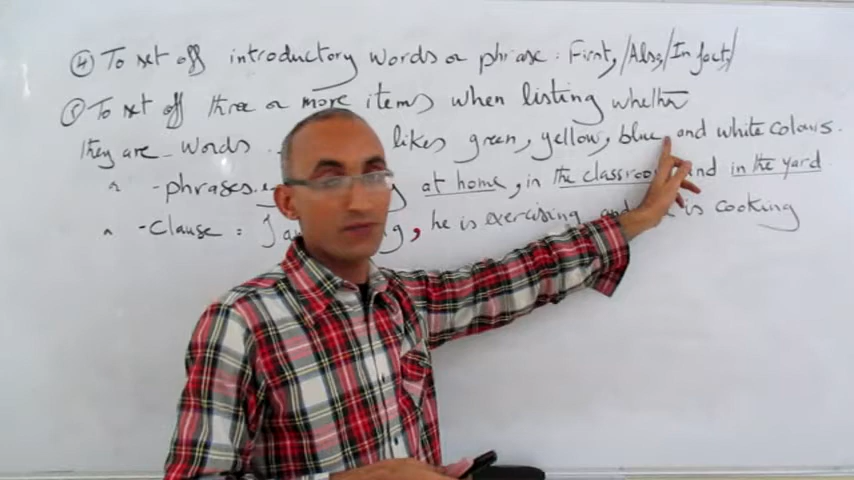 ④ To set off introductory words or phrase : First, / Also, / In fact, /
⑤ To set off three or more items when listing whether
they are - words likes green, yellow, blue and white colours.
" - phrases. at home, in the classroom and in the yard
" - Clause : , he is exercising and is cooking